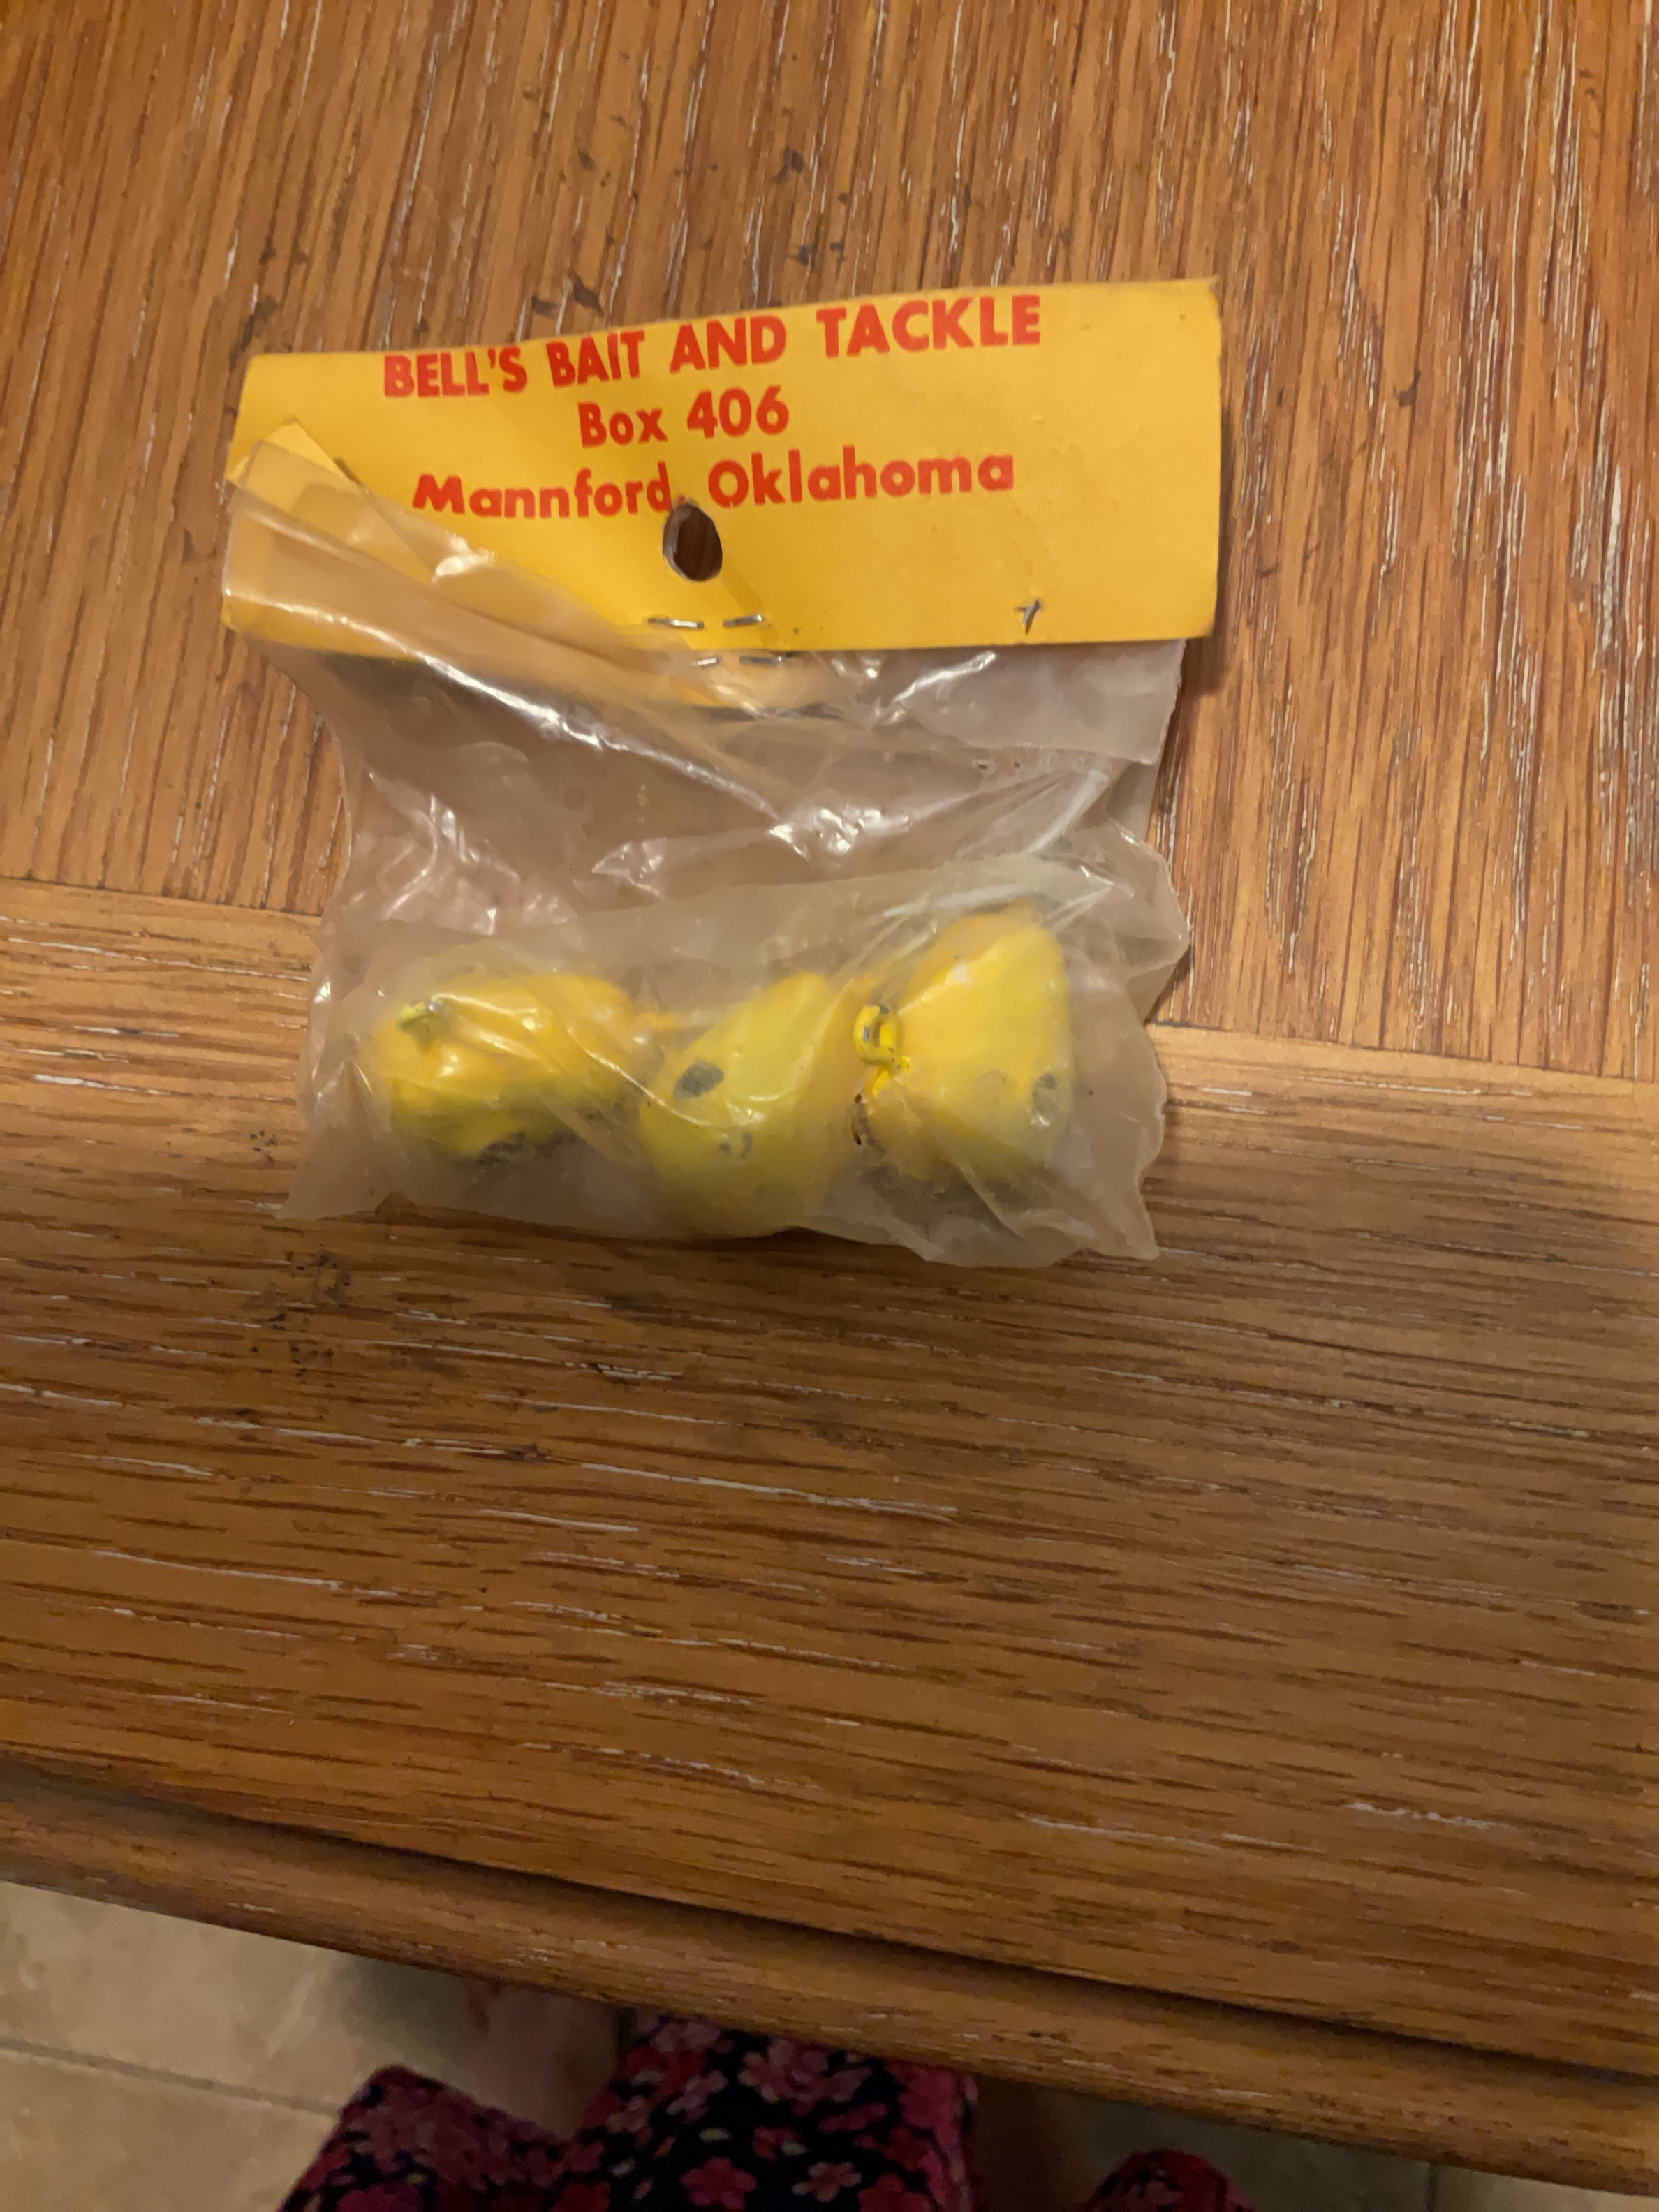 BELL'S BAIT AND TACKLE
Box 406
Mannford, Oklahoma